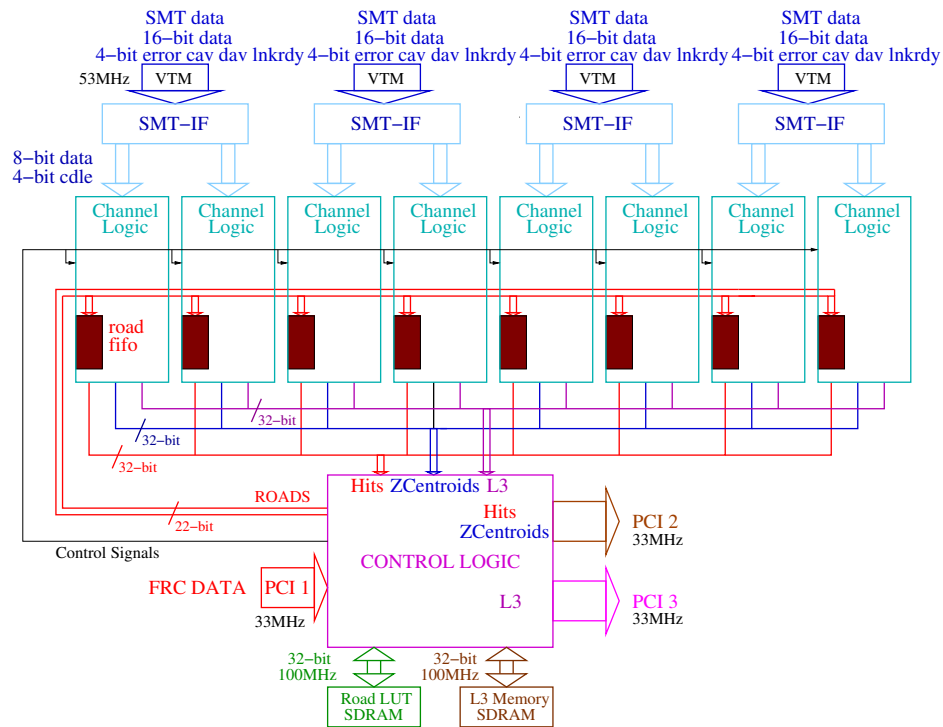 SMT data
16−bit data
4−bit error cav dav lnkrdy
SMT data
16−bit data
4−bit error cav dav lnkrdy
SMT data
16−bit data
4−bit error cav dav lnkrdy
SMT data
16−bit data
4−bit error cav dav lnkrdy
53MHz
VTM
VTM
VTM
VTM
SMT−IF
SMT−IF
SMT−IF
SMT−IF
8−bit data
4−bit cdle
Channel
Logic
Channel
Logic
Channel
Logic
Channel
Logic
Channel
Logic
Channel
Logic
Channel
Logic
Channel
Logic
road
fifo
32−bit
32−bit
32−bit
Hits ZCentroids L3
ROADS
22−bit
Hits
ZCentroids
PCI 2
33MHz
Control Signals
CONTROL LOGIC
FRC DATA
PCI 1
33MHz
L3
PCI 3
33MHz
32−bit
100MHz
32−bit
100MHz
Road LUT
SDRAM
L3 Memory
SDRAM